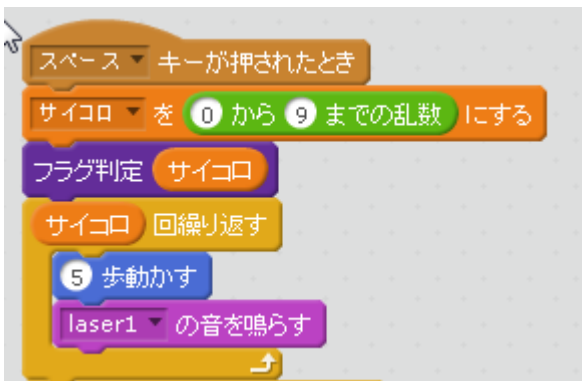 スペース キーが押されたとき
サイコロ を 0 から 9 までの乱数 にする
フラグ判定 サイコロ
サイコロ 回繰り返す
5 歩動かす
laser1 の音を鳴らす